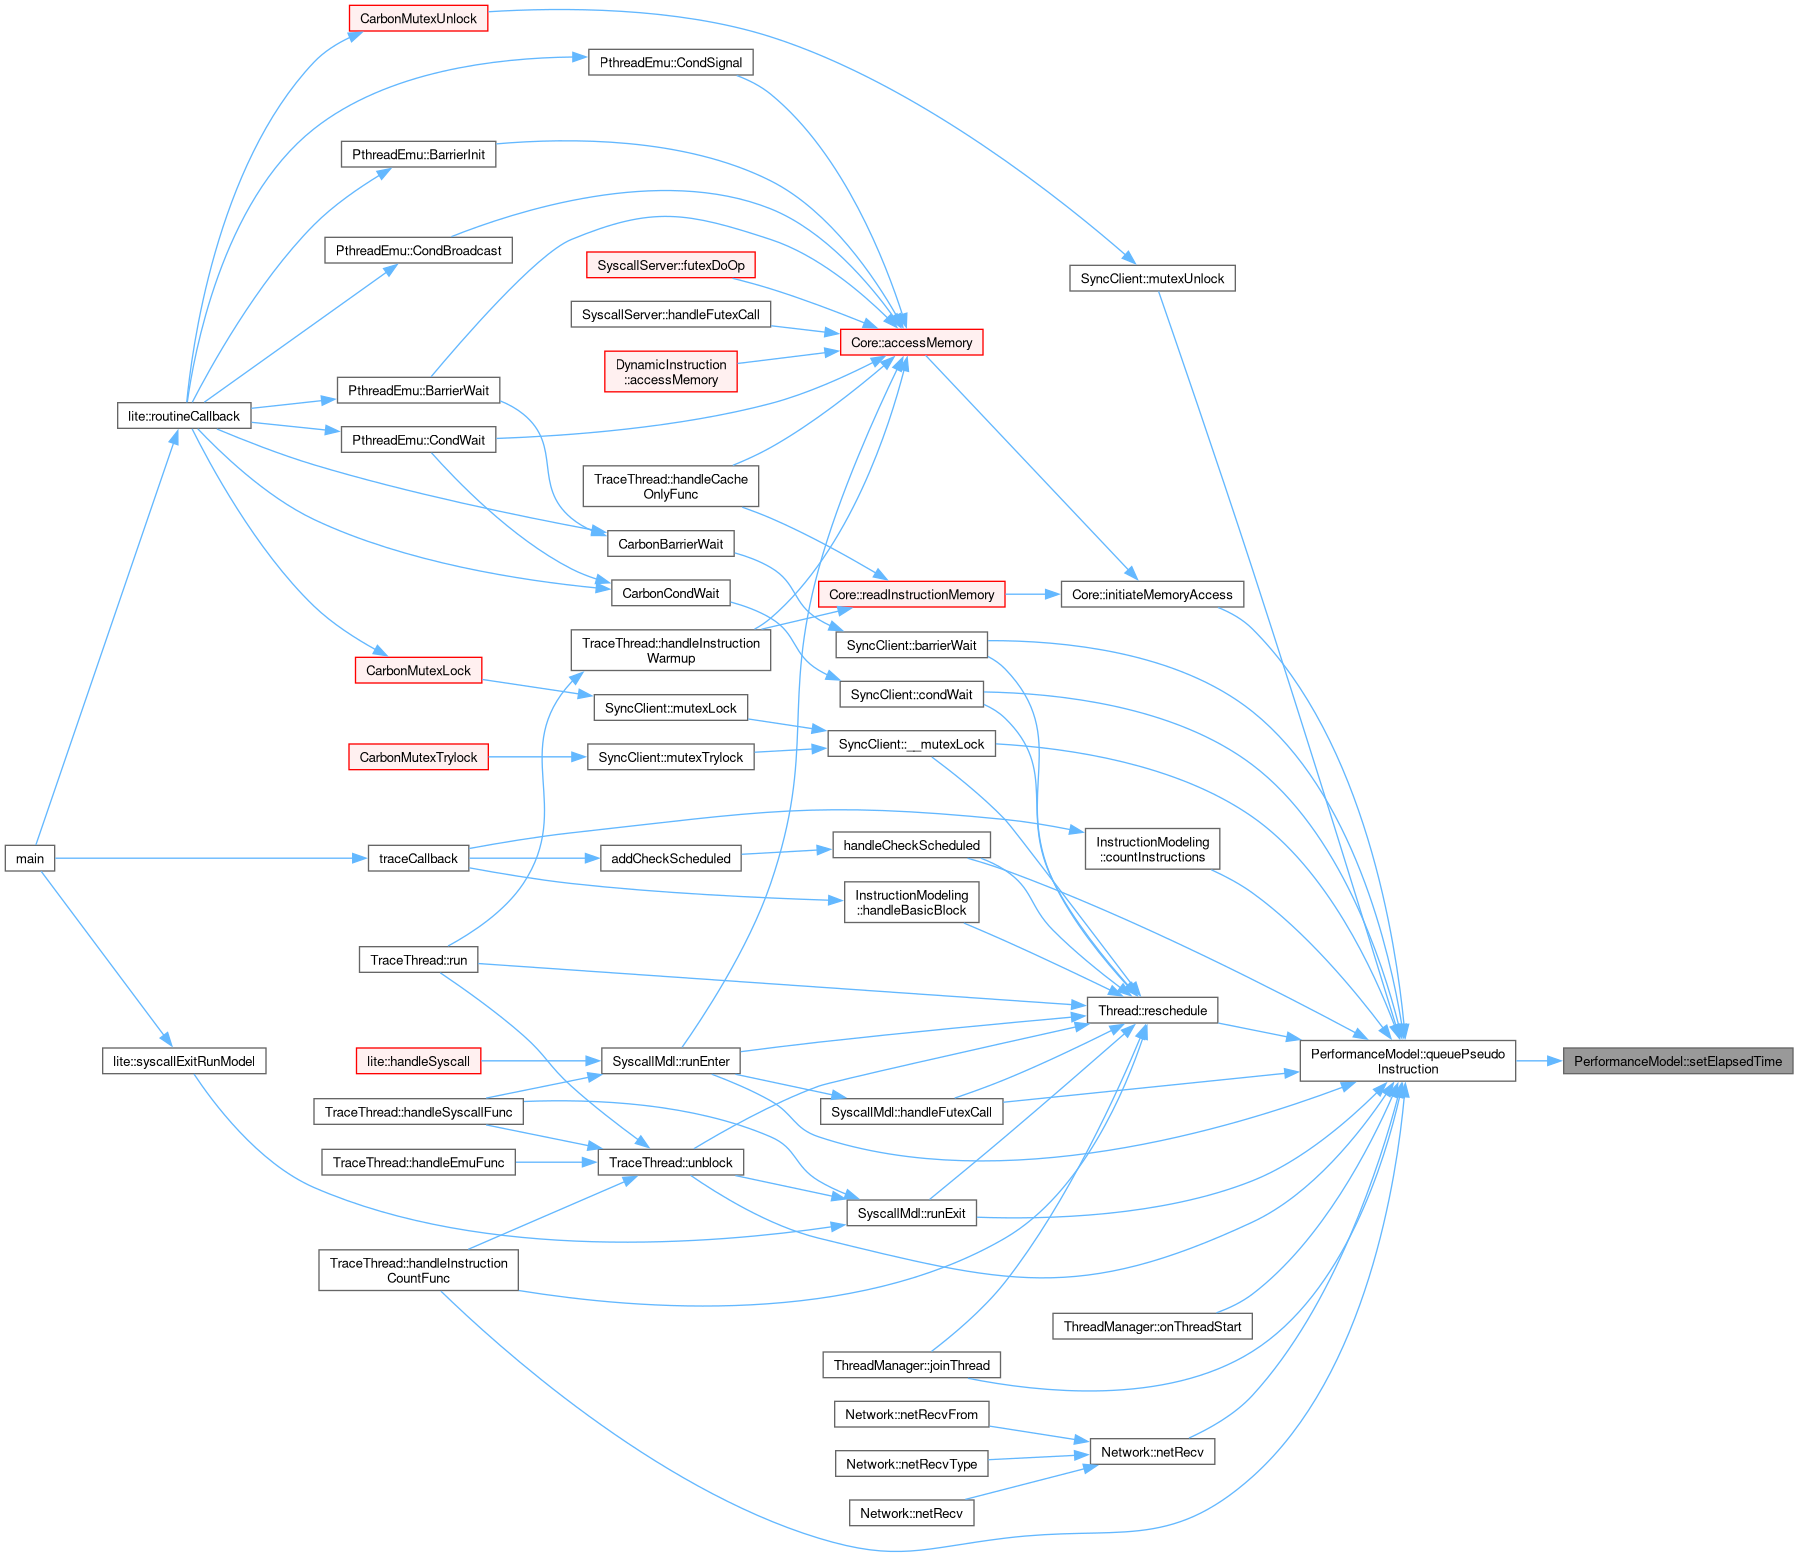 CarbonMutexUnlock
PthreadEmu::CondSignal
PthreadEmu::BarrierInit
PthreadEmu::CondBroadcast
SyscallServer::futexDoOp
SyncClient::mutexUnlock
SyscallServer::handleFutexCall
Core::accessMemory
DynamicInstruction
::accessMemory
PthreadEmu::BarrierWait
lite::routineCallback
PthreadEmu::CondWait
TraceThread::handleCache
OnlyFunc
CarbonBarrierWait
CarbonCondWait
Core::readInstructionMemory
Core::initiateMemoryAccess
TraceThread::handleInstruction
Warmup
SyncClient::barrierWait
CarbonMutexLock
SyncClient::condWait
SyncClient::mutexLock
SyncClient::__mutexLock
CarbonMutexTrylock
SyncClient::mutexTrylock
main
traceCallback
addCheckScheduled
handleCheckScheduled
InstructionModeling
::countInstructions
InstructionModeling
::handleBasicBlock
TraceThread::run
Thread::reschedule
lite::syscallExitRunModel
lite::handleSyscall
SyscallMdl::runEnter
PerformanceModel::queuePseudo
Instruction
PerformanceModel::setElapsedTime
TraceThread::handleSyscallFunc
SyscallMdl::handleFutexCall
TraceThread::handleEmuFunc
TraceThread::unblock
SyscallMdl::runExit
TraceThread::handleInstruction
CountFunc
ThreadManager::onThreadStart
ThreadManager::joinThread
Network::netRecvFrom
Network::netRecv
Network::netRecvType
Network::netRecv